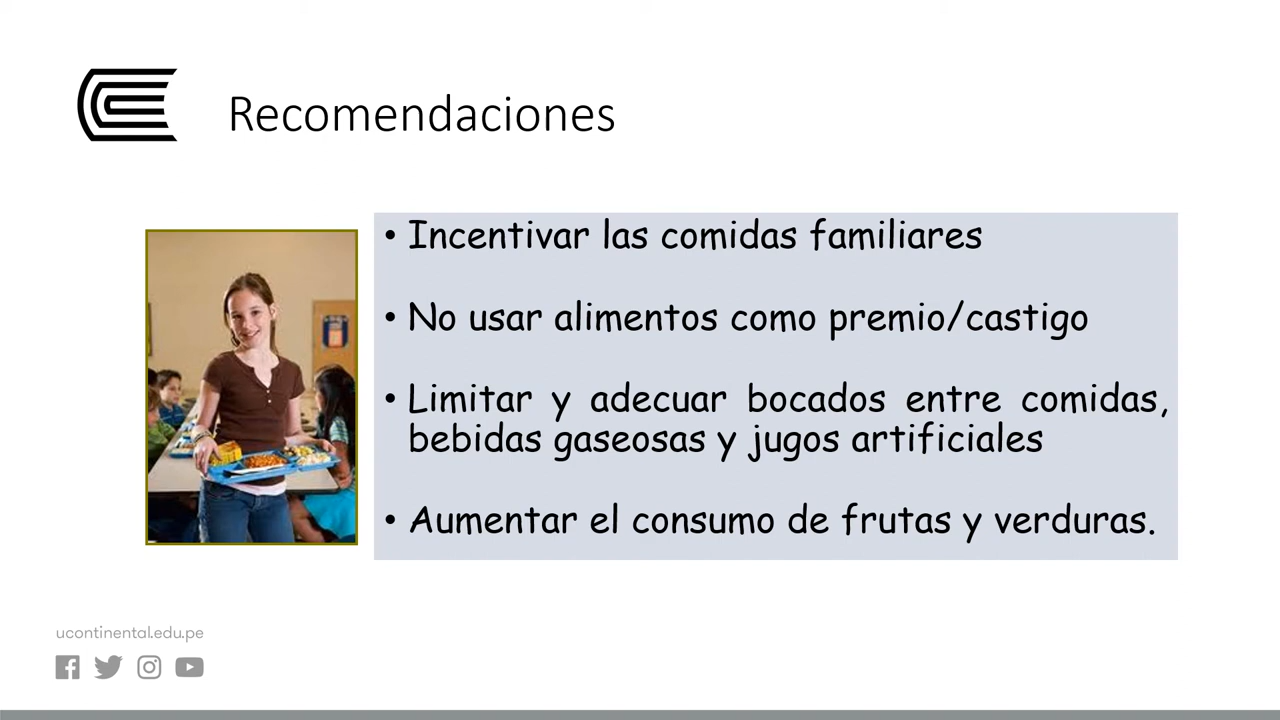 Recomendaciones
• Incentivar las comidas familiares
• No usar alimentos como premio/castigo
• Limitar y adecuar bocados entre comidas,
bebidas gaseosas y jugos artificiales
• Aumentar el consumo de frutas y verduras.
ucontinental.edu.pe